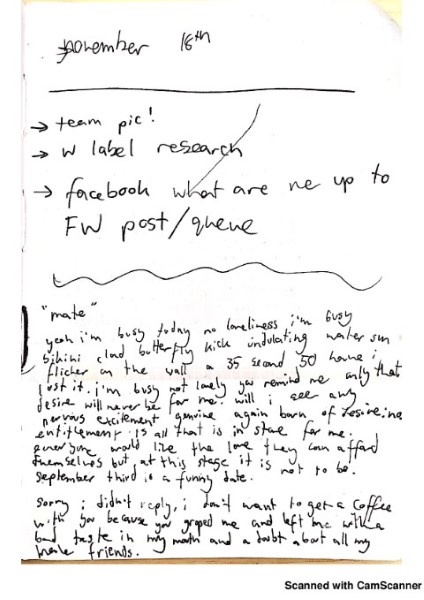 november 18th
→ team pic!
→ W label research
→ facebook what are we up to
FW post/queue
"mate"
yeah i'm busy today no loneliness i'm busy
bikini clad butterfly kick undulating water sun
flicker on the wall a 35 second 50 home i
lost it. i'm busy not lonely you remind me only that
desire will never be for me. will i see any
nervous excitement genuine again born of desire. no
entitlement is all that is in store for me.
everyone would like the love they can afford
themselves but at this stage it is not to be.
September third is a funny date.
sorry i didn't reply, i don't want to get a coffee
with you because you groped me and left me with a
bad taste in my mouth and a doubt about all my
male friends.
Scanned with CamScanner